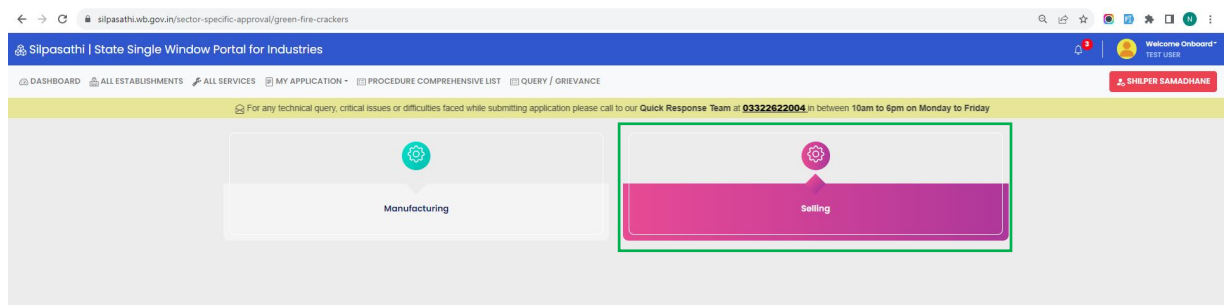 silpasathi.wb.gov.in/sector-specific-approval/green-fire-crackers
N
Silpasathi | State Single Window Portal for Industries
3
Welcome Onboard
TEST USER
DASHBOARD ALL ESTABLISHMENTS ALL SERVICES MY APPLICATION PROCEDURE COMPREHENSIVE LIST QUERY / GRIEVANCE
SHILPER SAMADHANE
For any technical query, critical issues or difficulties faced while submitting application please call to our Quick Response Team at 03322622004 in between 10am to 6pm on Monday to Friday
Manufacturing
Selling